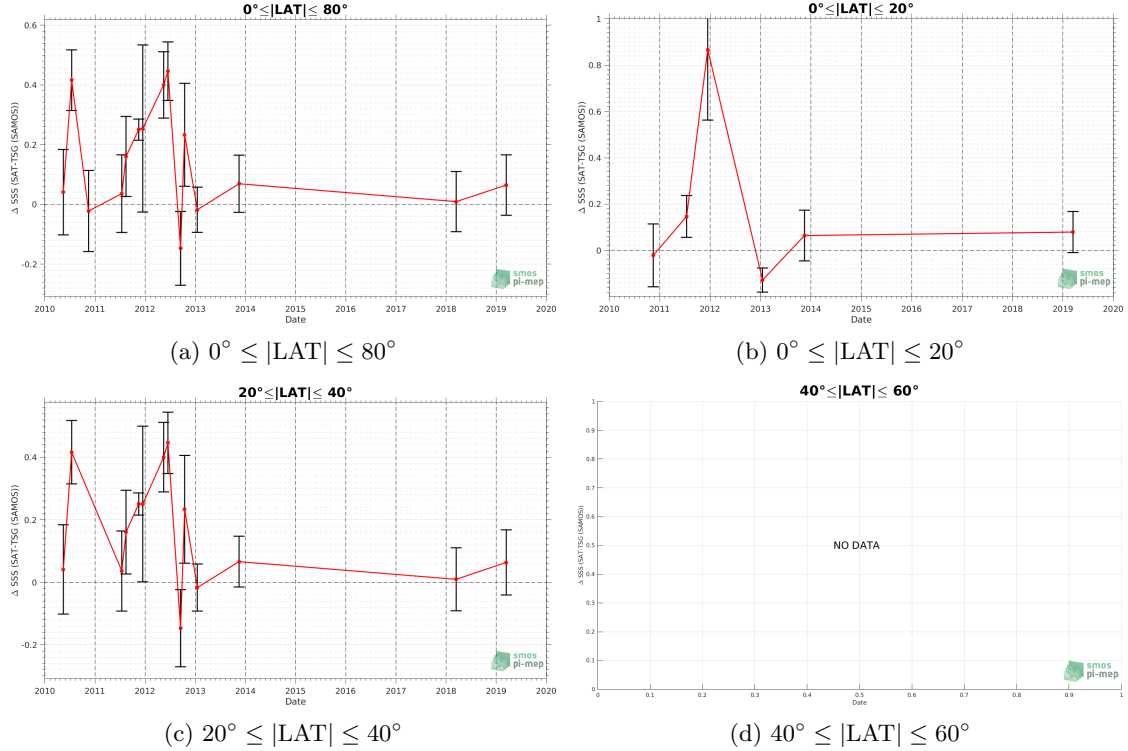 0°≤|LAT|≤ 80°
0.6
0.4
0.2
0
-0.2
Δ SSS (SAT-TSG (SAMOS))
2010 2011 2012 2013 2014 2015 2016 2017 2018 2019 2020
Date
smos
pi-mep
(a) 0° ≤ |LAT| ≤ 80°
0°≤|LAT|≤ 20°
1
0.8
0.6
0.4
0.2
0
Δ SSS (SAT-TSG (SAMOS))
2010 2011 2012 2013 2014 2015 2016 2017 2018 2019 2020
Date
smos
pi-mep
(b) 0° ≤ |LAT| ≤ 20°
20°≤|LAT|≤ 40°
0.4
0.2
0
-0.2
Δ SSS (SAT-TSG (SAMOS))
2010 2011 2012 2013 2014 2015 2016 2017 2018 2019 2020
Date
smos
pi-mep
(c) 20° ≤ |LAT| ≤ 40°
40°≤|LAT|≤ 60°
1
0.9
0.8
0.7
0.6
0.5
0.4
0.3
0.2
0.1
0
Δ SSS (SAT-TSG (SAMOS))
NO DATA
0 0.1 0.2 0.3 0.4 0.5 0.6 0.7 0.8 0.9 1
Date
smos
pi-mep
(d) 40° ≤ |LAT| ≤ 60°